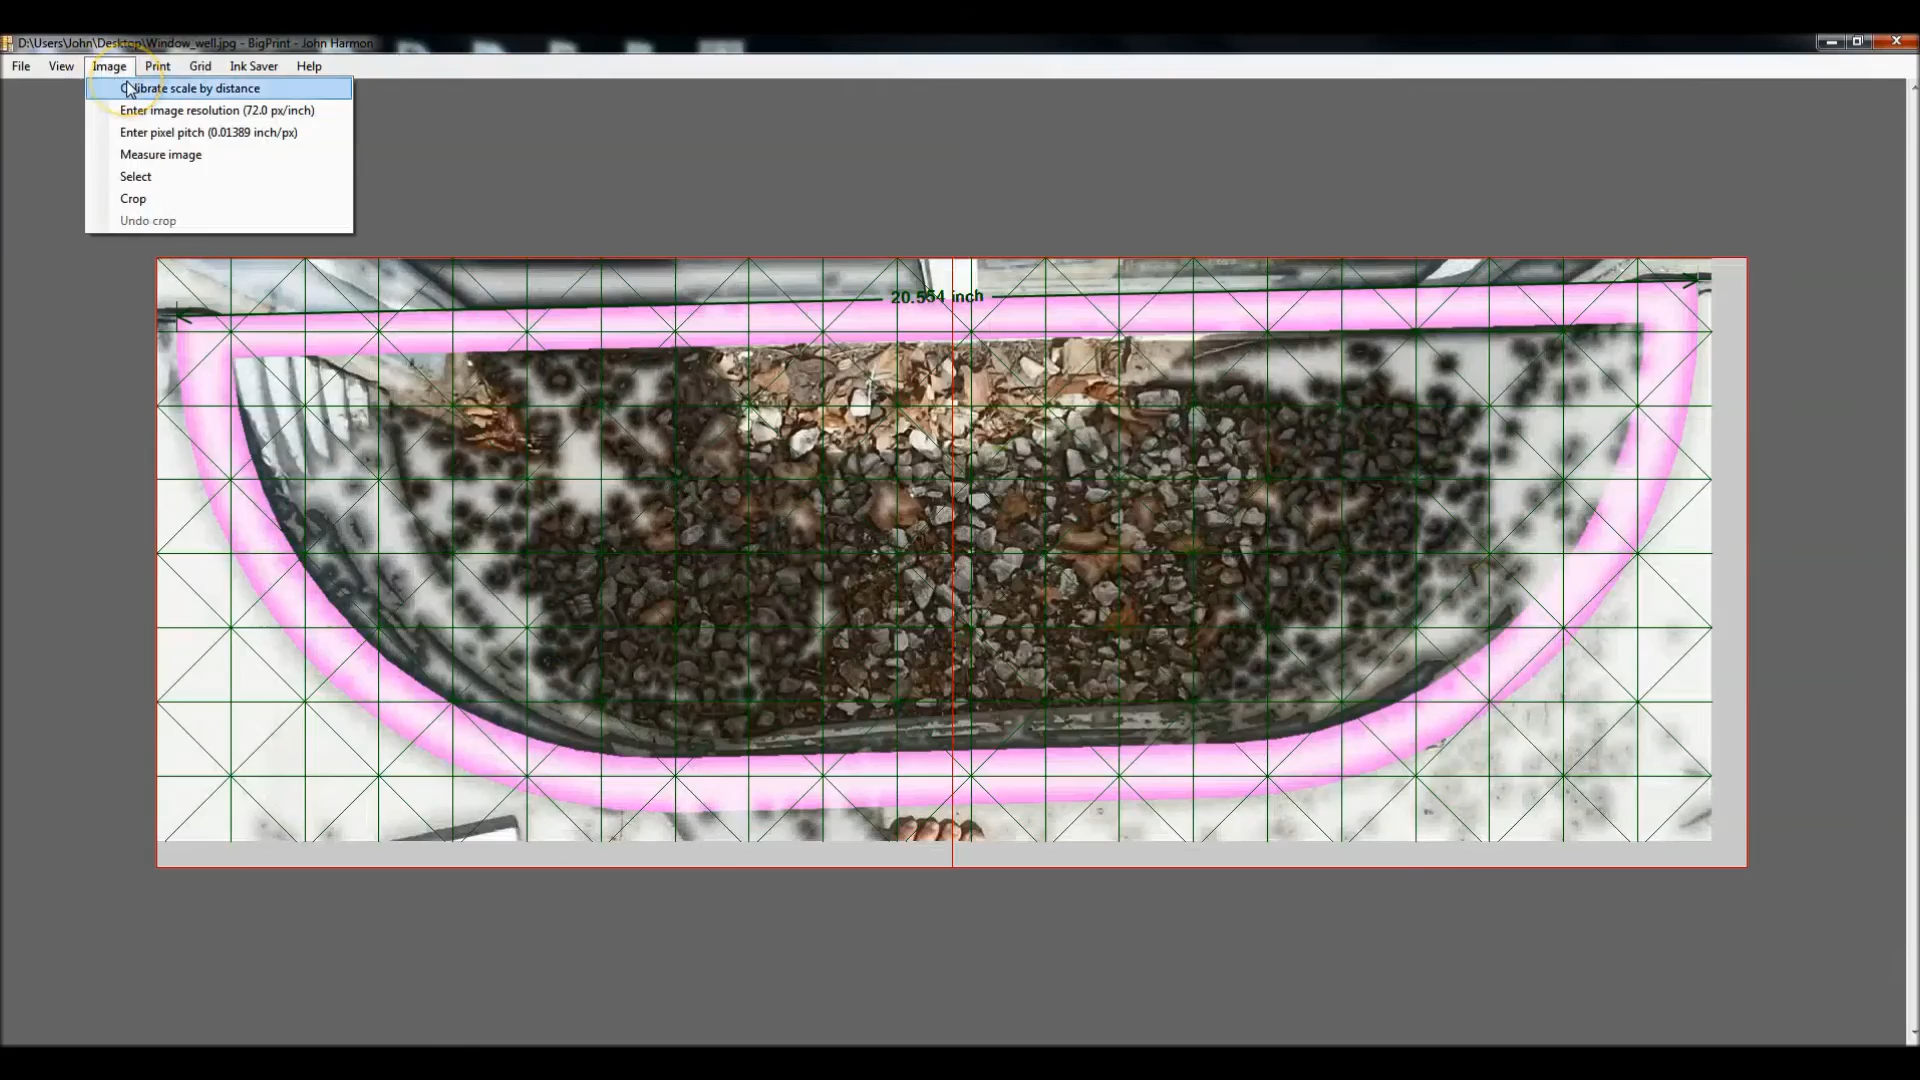 D:\Users\John\Desktop\Window_well.jpg - BigPrint - John Harmon
File View Image Print Grid Ink Saver Help
Calibrate scale by distance
Enter image resolution (72.0 px/inch)
Enter pixel pitch (0.01389 inch/px)
Measure image
Select
Crop
Undo crop
20.554 inch